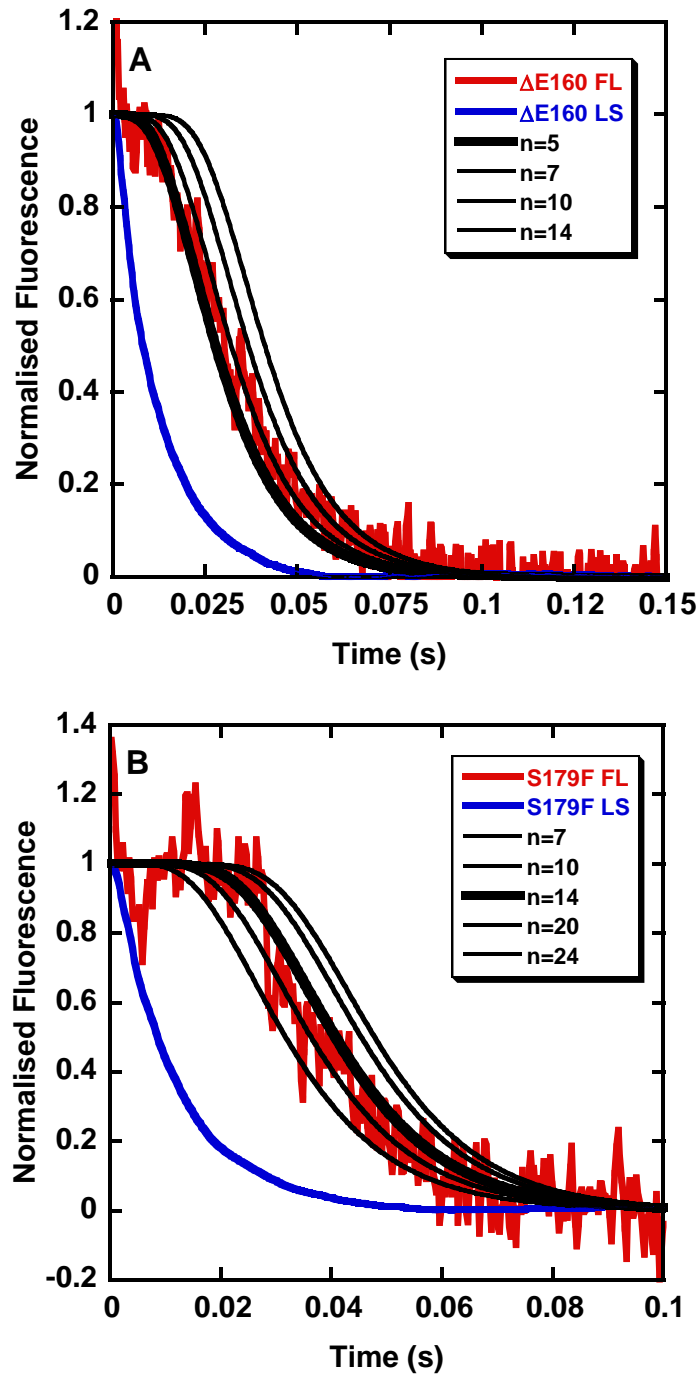 A
1.2
1
0.8
0.6
0.4
0.2
0
Normalised Fluorescence
ΔE160 FL
ΔE160 LS
n=5
n=7
n=10
n=14
0 0.025 0.05 0.075 0.1 0.12 0.15
Time (s)
B
1.4
1.2
1
0.8
0.6
0.4
0.2
0
-0.2
Normalised Fluorescence
S179F FL
S179F LS
n=7
n=10
n=14
n=20
n=24
0 0.02 0.04 0.06 0.08 0.1
Time (s)